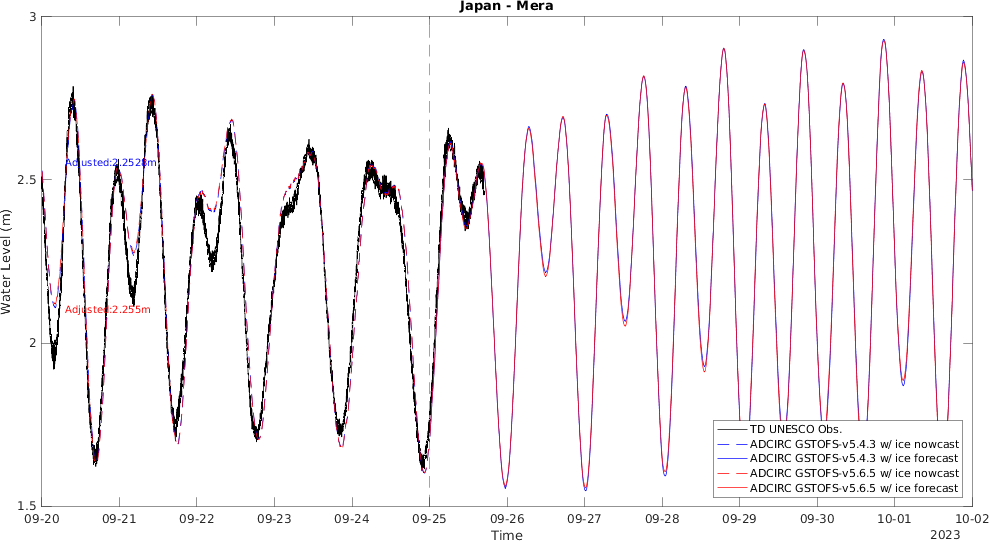 Japan - Mera
3
2.5
2
1.5
Water Level (m)
Adjusted:2.2528m
Adjusted:2.255m
TD UNESCO Obs.
ADCIRC GSTOFS-v5.4.3 w/ ice nowcast
ADCIRC GSTOFS-v5.4.3 w/ ice forecast
ADCIRC GSTOFS-v5.6.5 w/ ice nowcast
ADCIRC GSTOFS-v5.6.5 w/ ice forecast
09-20 09-21 09-22 09-23 09-24 09-25 09-26 09-27 09-28 09-29 09-30 10-01 10-02
Time
2023